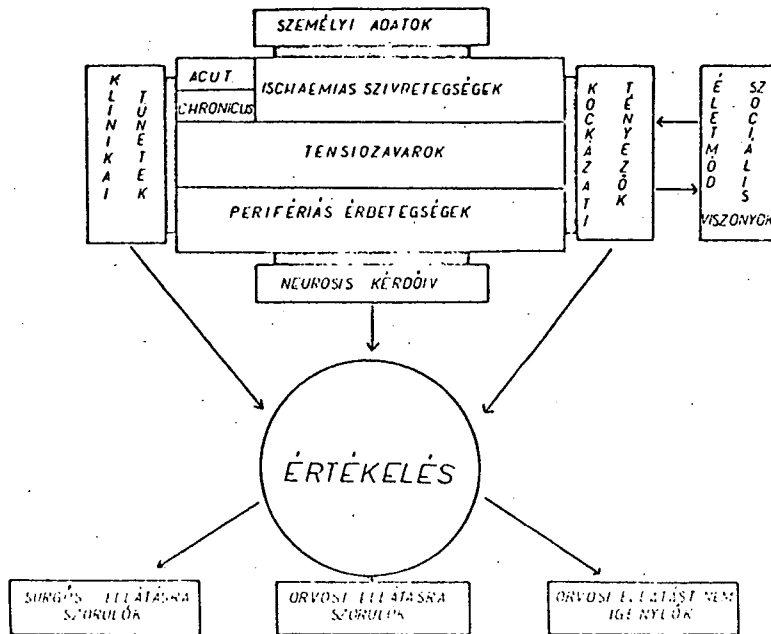 SZEMÉLYI ADATOK
KLINIKAI
TÜNETEK
ACUT.
CHRONICUS
ISCHAEMIAS SZIVBETEGSÉGEK
TENSIOZAVAROK
PERIFÉRIÁS ÉRBETEGSÉGEK
KOCKÁZATI
TÉNYEZŐK
ÉLETMÓD
SZOCIÁLIS
VISZONYOK
NEUROSIS KÉRDŐIV
ÉRTÉKELÉS
SÜRGŐS ELLÁTÁSRA
SZORULÓK
ORVOSI ELLÁTÁSRA
SZORULÓK
ORVOSI ELLÁTÁST NEM
IGÉNYLŐK